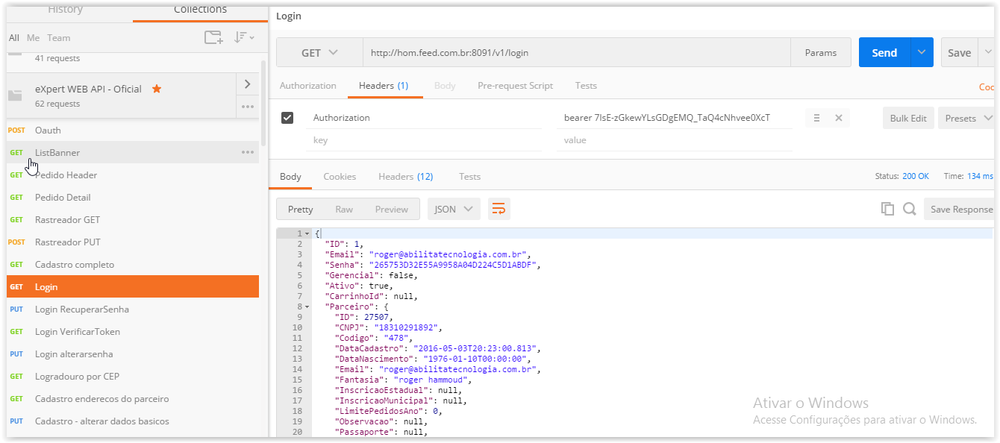 History
Collections
All Me Team
41 requests
eXpert WEB API - Oficial
62 requests
POST Oauth
GET ListBanner
GET Pedido Header
GET Pedido Detail
GET Rastreador GET
POST Rastreador PUT
GET Cadastro completo
GET Login
PUT Login RecuperarSenha
GET Login VerificarToken
PUT Login alterarsenha
GET Logradouro por CEP
GET Cadastro enderecos do parceiro
PUT Cadastro - alterar dados basicos
Login
GET http://hom.feed.com.br:8091/v1/login Params Send Save
Authorization Headers (1) Body Pre-request Script Tests Coo
Authorization bearer 7IsE-zGkewYLsGDgEMQ_TaQ4cNhvee0XcT Bulk Edit Presets
key value
Body Cookies Headers (12) Tests Status: 200 OK Time: 134 ms
Pretty Raw Preview JSON Save Response
1 {
2 "ID": 1,
3 "Email": "roger@abilitatecnologia.com.br",
4 "Senha": "265753D32E55A9958A04D224C5D1ABDF",
5 "Gerencial": false,
6 "Ativo": true,
7 "CarrinhoId": null,
8 "Parceiro": {
9 "ID": 27507,
10 "CNPJ": "18310291892",
11 "Codigo": "478",
12 "DataCadastro": "2016-05-03T20:23:00.813",
13 "DataNascimento": "1976-01-10T00:00:00",
14 "Email": "roger@abilitatecnologia.com.br",
15 "Fantasia": "roger hammoud",
16 "InscricaoEstadual": null,
17 "InscricaoMunicipal": null,
18 "LimitePedidosAno": 0,
19 "Observacao": null,
20 "Passaporte": null,
Ativar o Windows
Acesse Configurações para ativar o Windows.